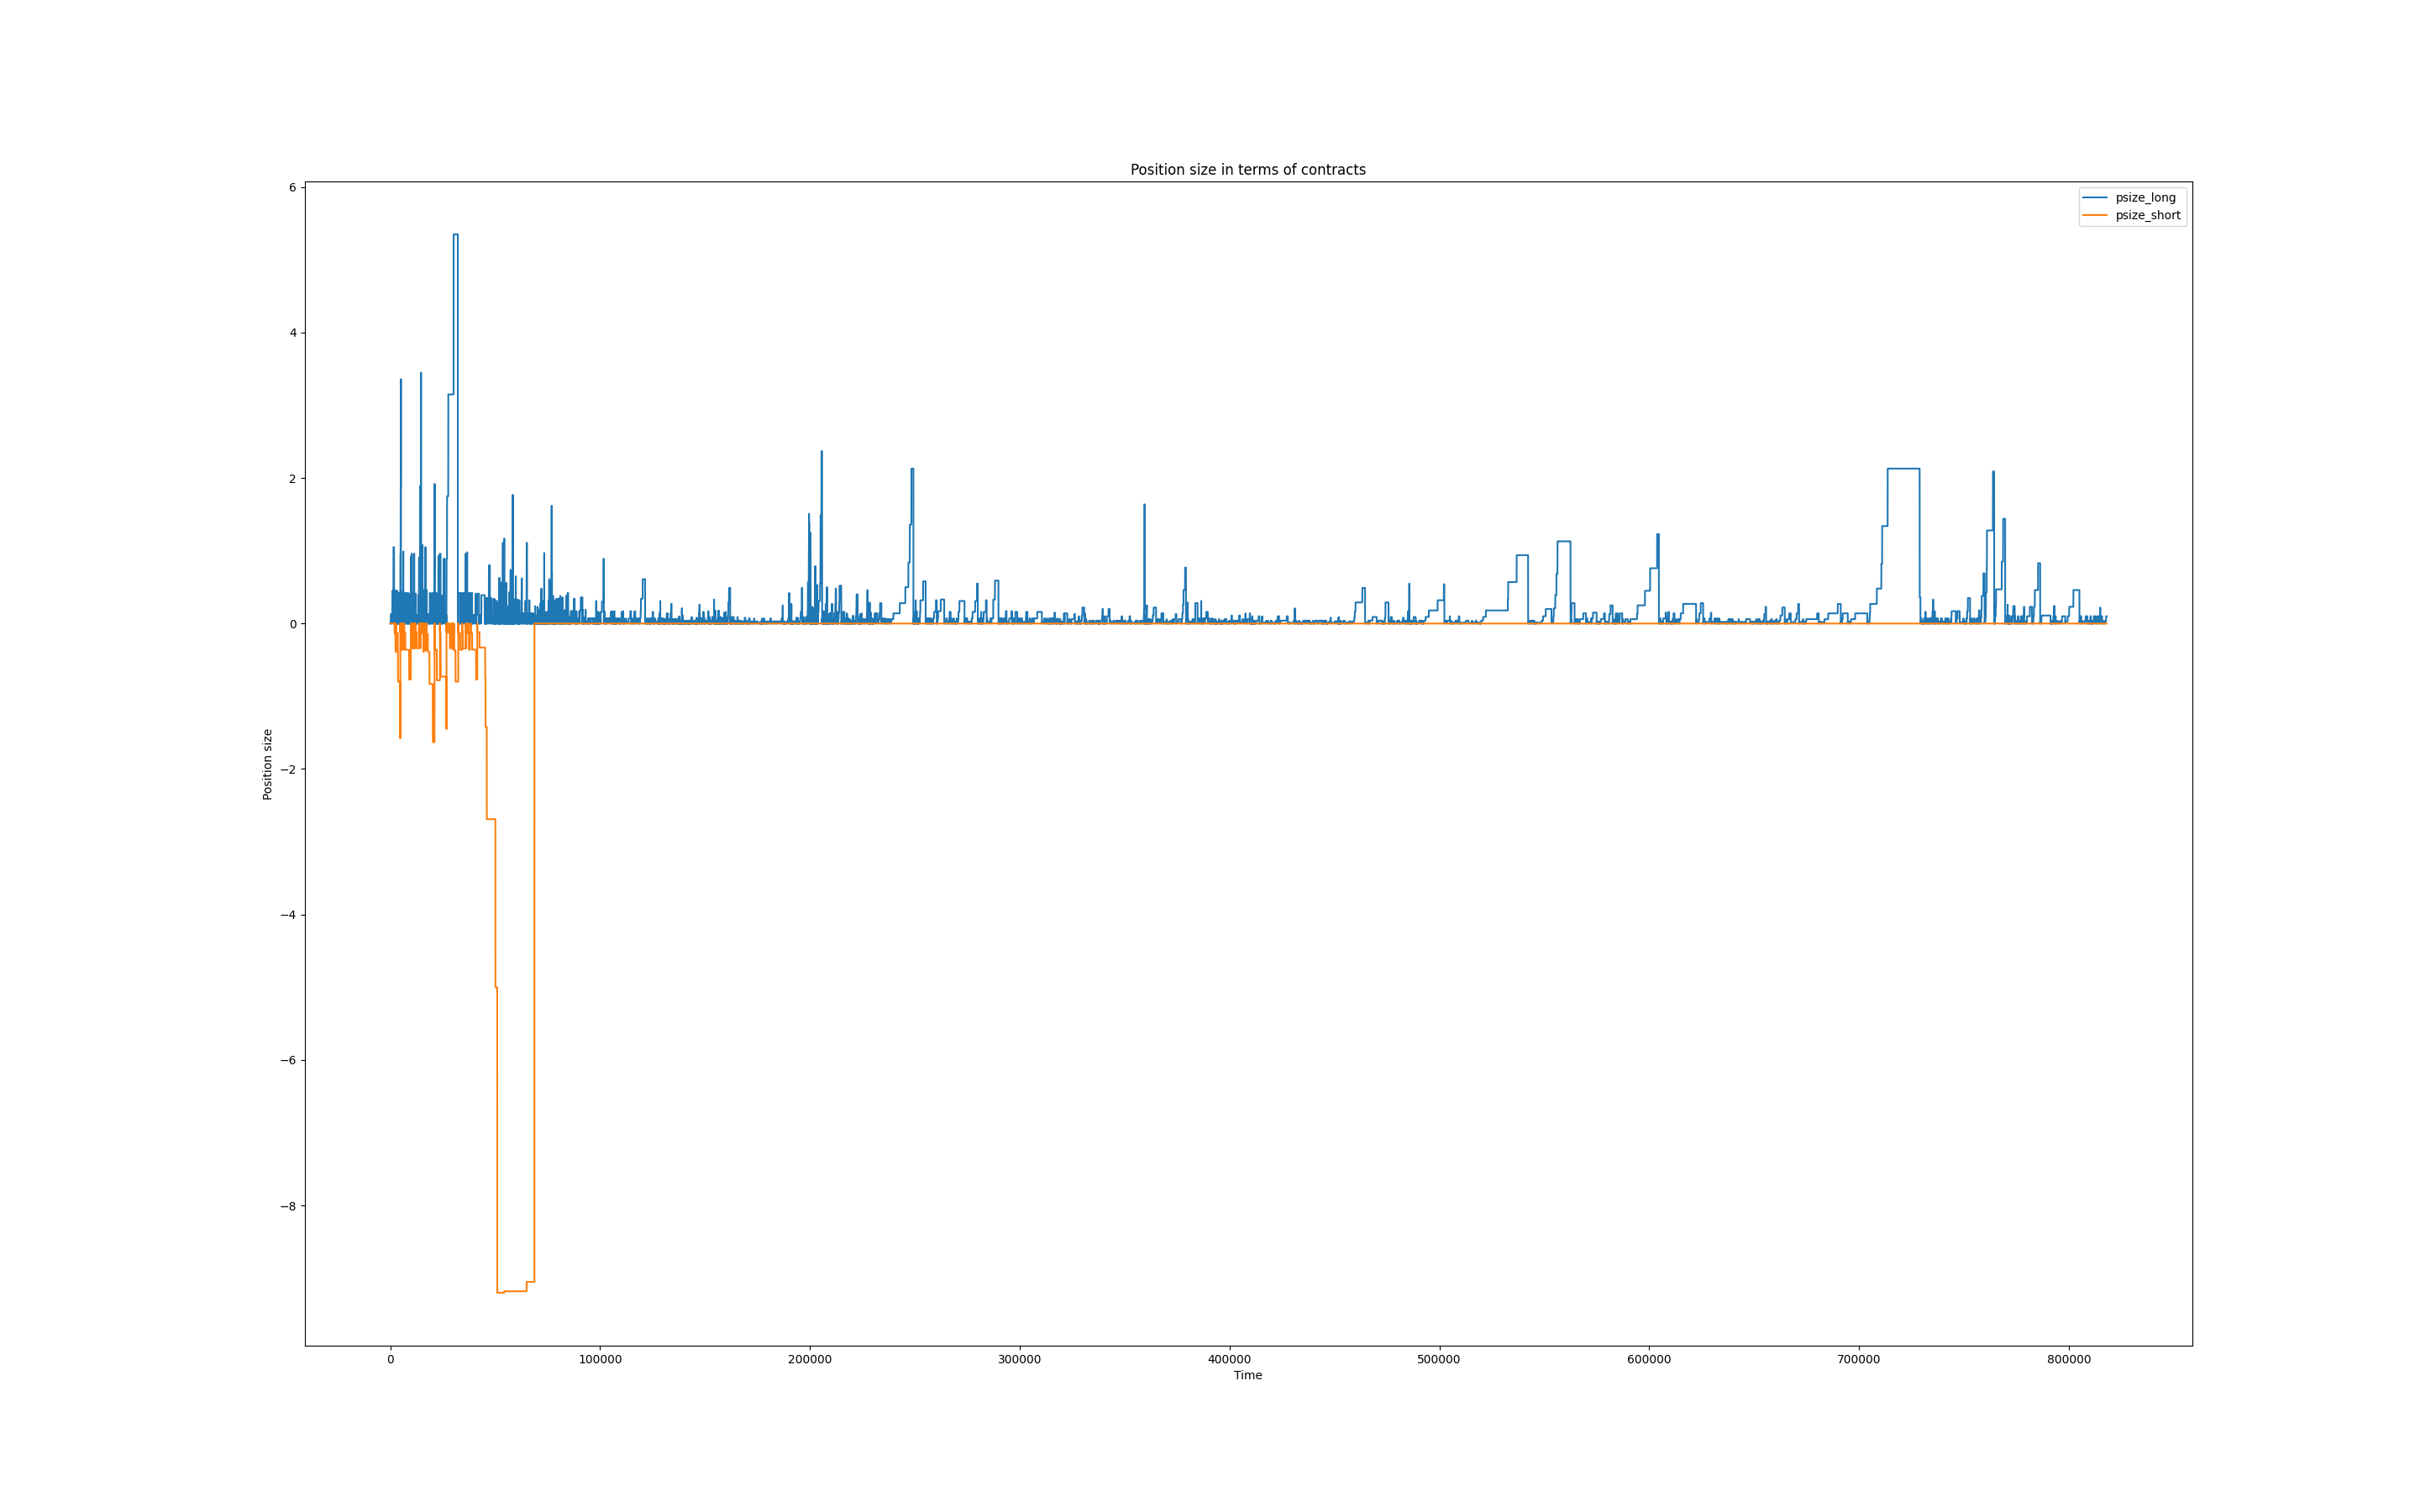 Position size in terms of contracts
psize_long
psize_short
6
4
2
0
−2
−4
−6
−8
Position size
0 100000 200000 300000 400000 500000 600000 700000 800000
Time